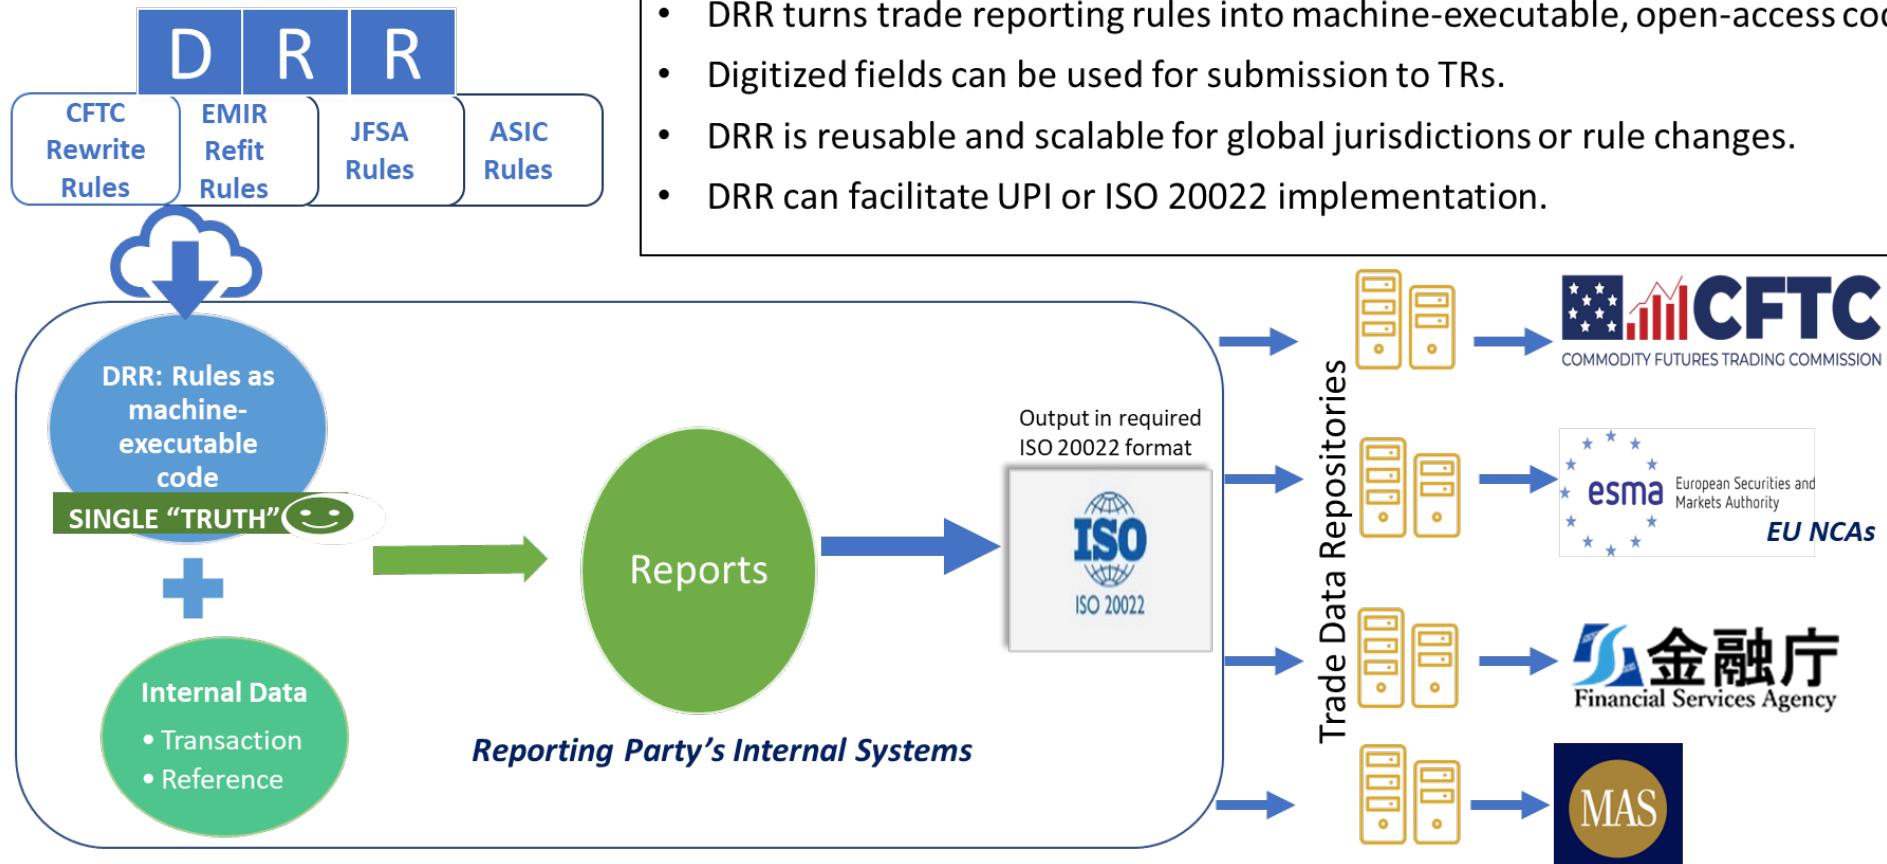 D R R
CFTC
Rewrite
Rules
EMIR
Refit
Rules
JFSA
Rules
ASIC
Rules
• DRR turns trade reporting rules into machine-executable, open-access
• Digitized fields can be used for submission to TRs.
• DRR is reusable and scalable for global jurisdictions or rule changes.
• DRR can facilitate UPI or ISO 20022 implementation.
DRR: Rules as
machine-
executable
code
SINGLE “TRUTH”
Internal Data
• Transaction
• Reference
Reports
Reporting Party’s Internal Systems
Output in required
ISO 20022 format
ISO
ISO 20022
Trade Data Repositories
CFTC
COMMODITY FUTURES TRADING COMMISSION
esma
European Securities and
Markets Authority
EU NCAs
金融庁
Financial Services Agency
MAS